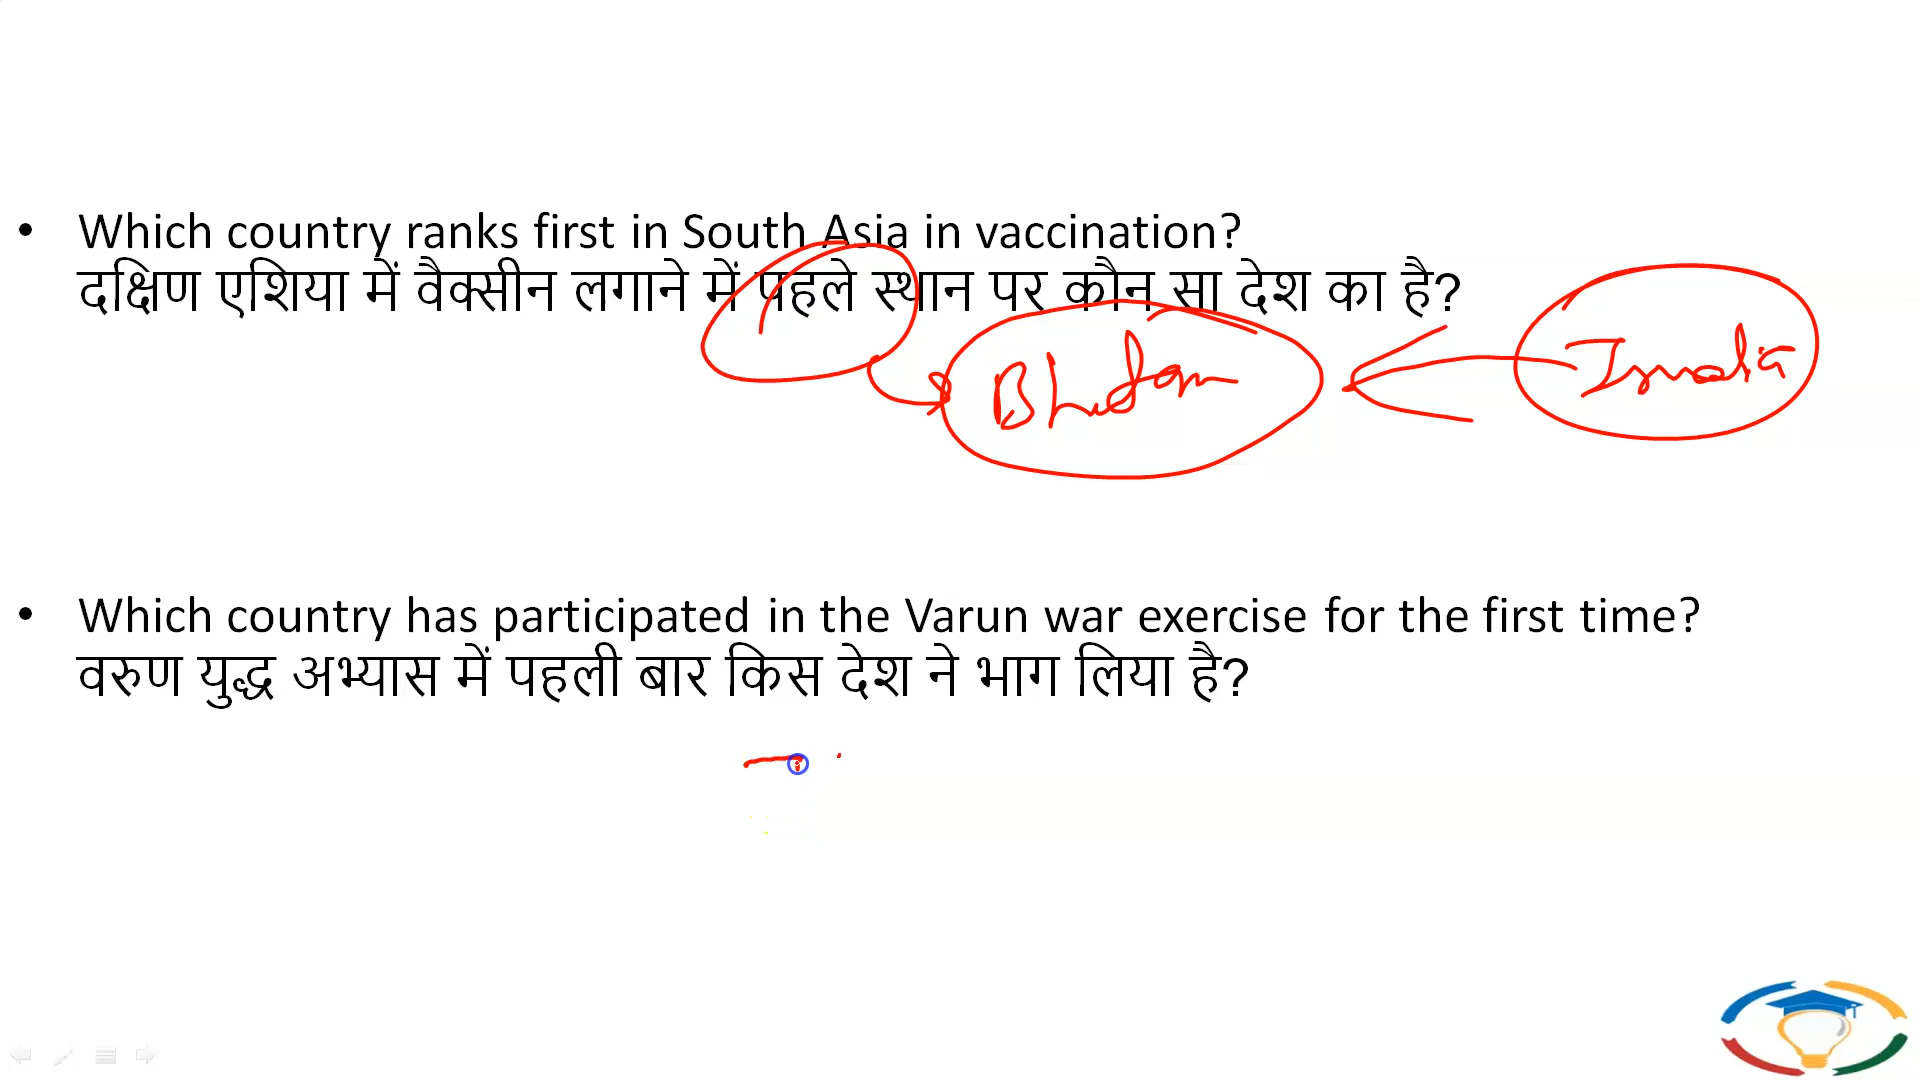 • Which country ranks first in South Asia in vaccination?
दक्षिण एशिया में वैक्सीन लगाने में पहले स्थान पर कौन सा देश का है?
Bhutan
India
• Which country has participated in the Varun war exercise for the first time?
वरुण युद्ध अभ्यास में पहली बार किस देश ने भाग लिया है?